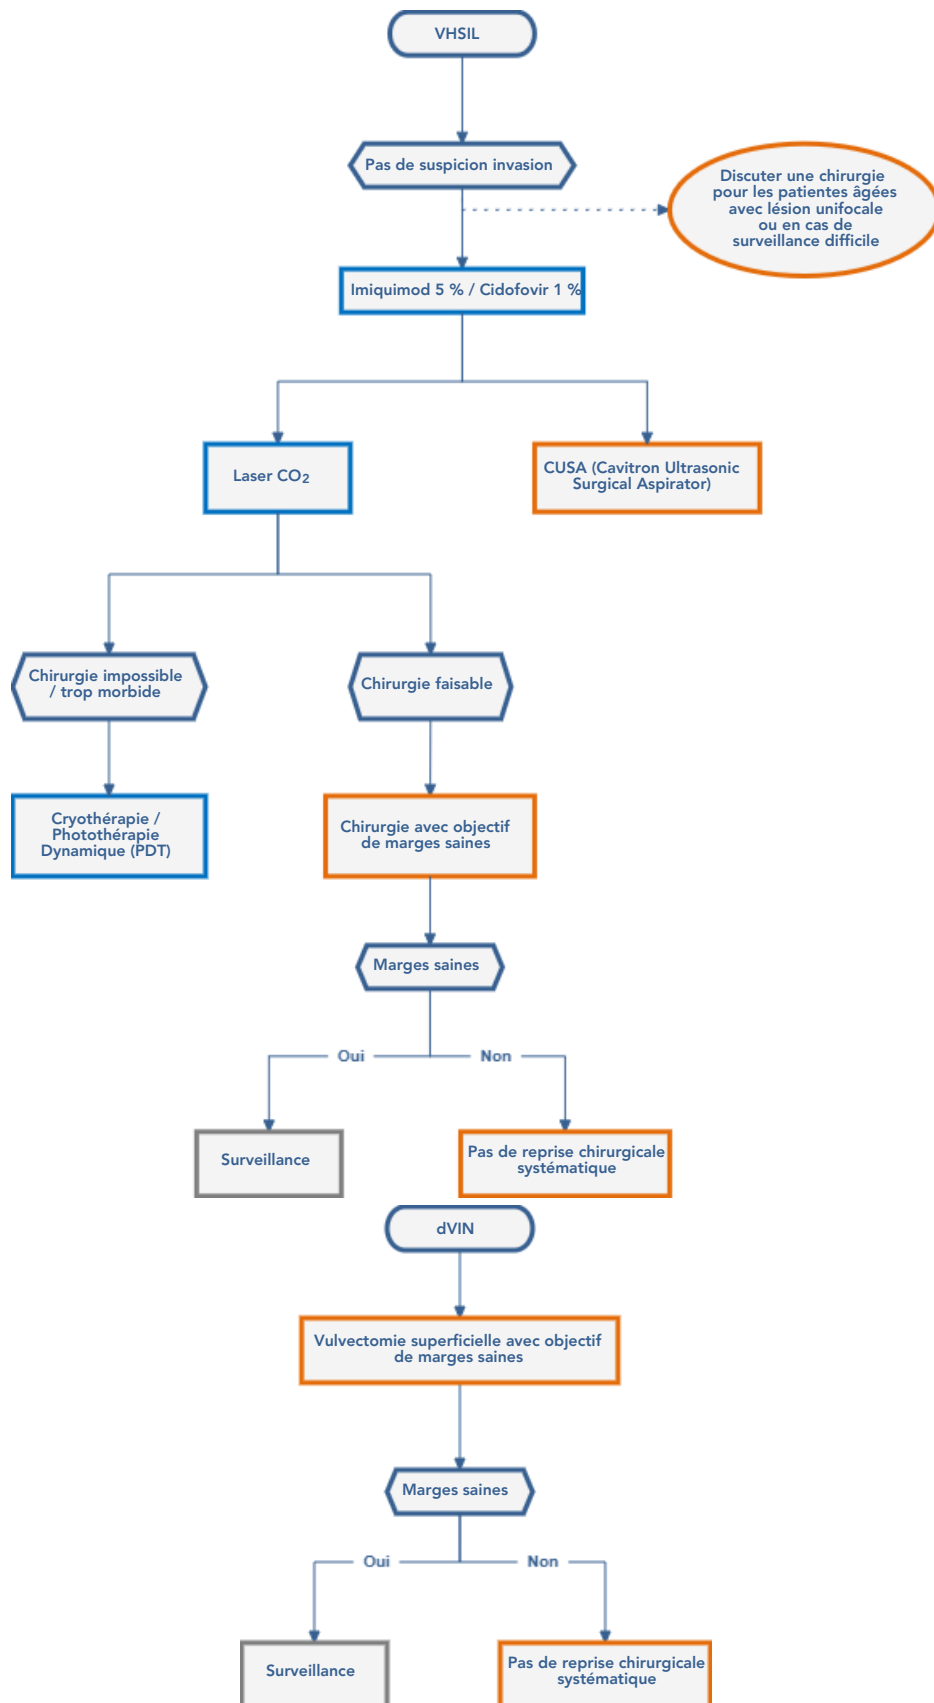 VHSIL
Pas de suspicion invasion
Discuter une chirurgie
pour les patientes âgées
avec lésion unifocale
ou en cas de
surveillance difficile
Imiquimod 5 % / Cidofovir 1 %
Laser CO₂
CUSA (Cavitron Ultrasonic
Surgical Aspirator)
Chirurgie impossible
/ trop morbide
Chirurgie faisable
Cryothérapie /
Photothérapie
Dynamique (PDT)
Chirurgie avec objectif
de marges saines
Marges saines
Oui
Non
Surveillance
Pas de reprise chirurgicale
systématique
dVIN
Vulvectomie superficielle avec objectif
de marges saines
Marges saines
Oui
Non
Surveillance
Pas de reprise chirurgicale
systématique